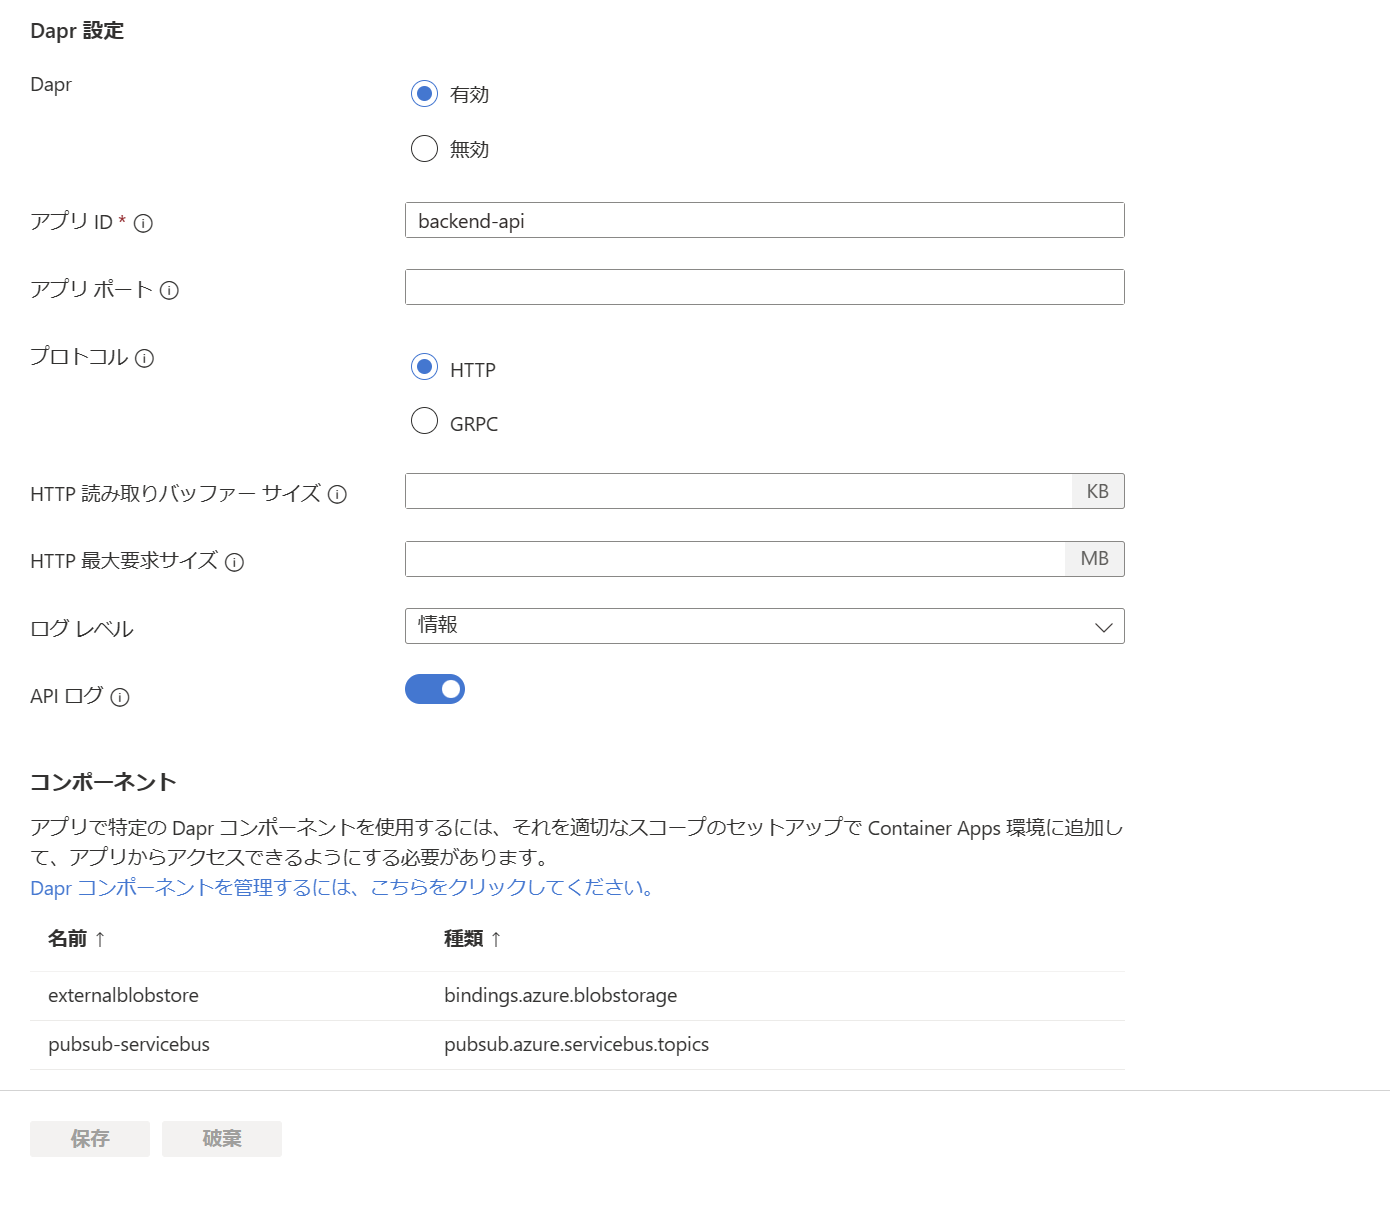 Dapr 設定
Dapr
有効
無効
アプリ ID *
backend-api
アプリ ポート
プロトコル
HTTP
GRPC
HTTP 読み取りバッファー サイズ
KB
HTTP 最大要求サイズ
MB
ログ レベル
情報
API ログ
コンポーネント
アプリで特定の Dapr コンポーネントを使用するには、それを適切なスコープのセットアップで Container Apps 環境に追加し
て、アプリからアクセスできるようにする必要があります。
Dapr コンポーネントを管理するには、こちらをクリックしてください。
名前 ↑ 種類 ↑
externalblobstore bindings.azure.blobstorage
pubsub-servicebus pubsub.azure.servicebus.topics
保存 破棄